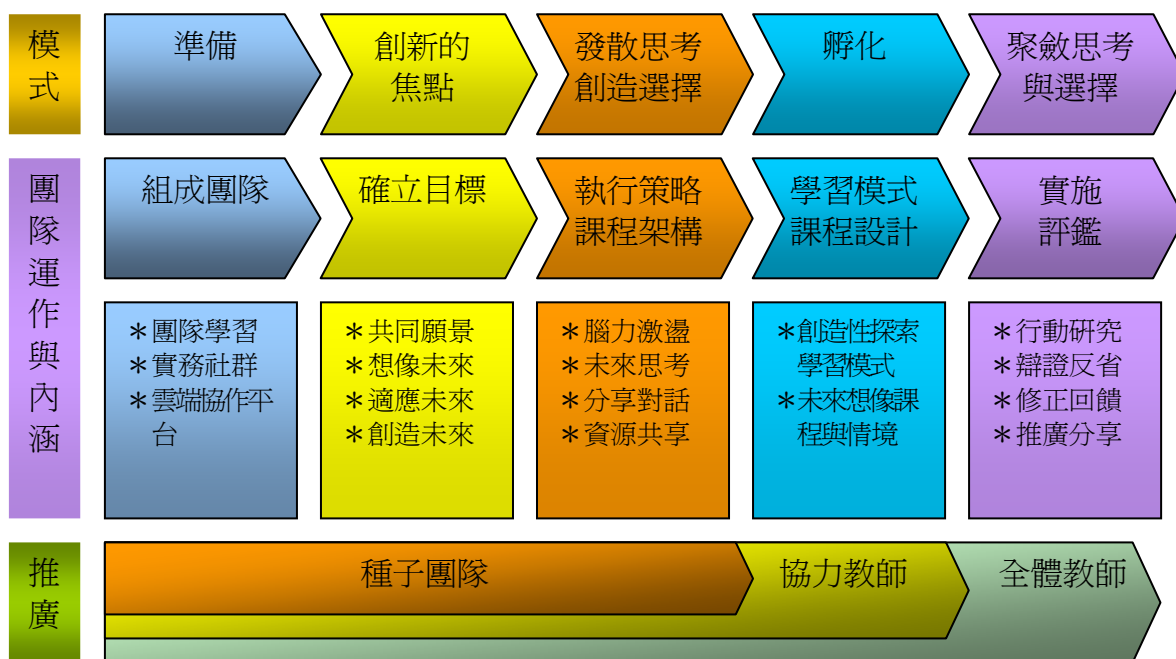 模
式
準備
創新的
焦點
發散思考
創造選擇
孵化
聚斂思考
與選擇
團
隊
運
作
與
內
涵
組成團隊
確立目標
執行策略
課程架構
學習模式
課程設計
實施
評鑑
＊團隊學習
＊實務社群
＊雲端協作平
台
＊共同願景
＊想像未來
＊適應未來
＊創造未來
＊腦力激盪
＊未來思考
＊分享對話
＊資源共享
＊創造性探索
學習模式
＊未來想像課
程與情境
＊行動研究
＊辯證反省
＊修正回饋
＊推廣分享
推
廣
種子團隊
協力教師
全體教師